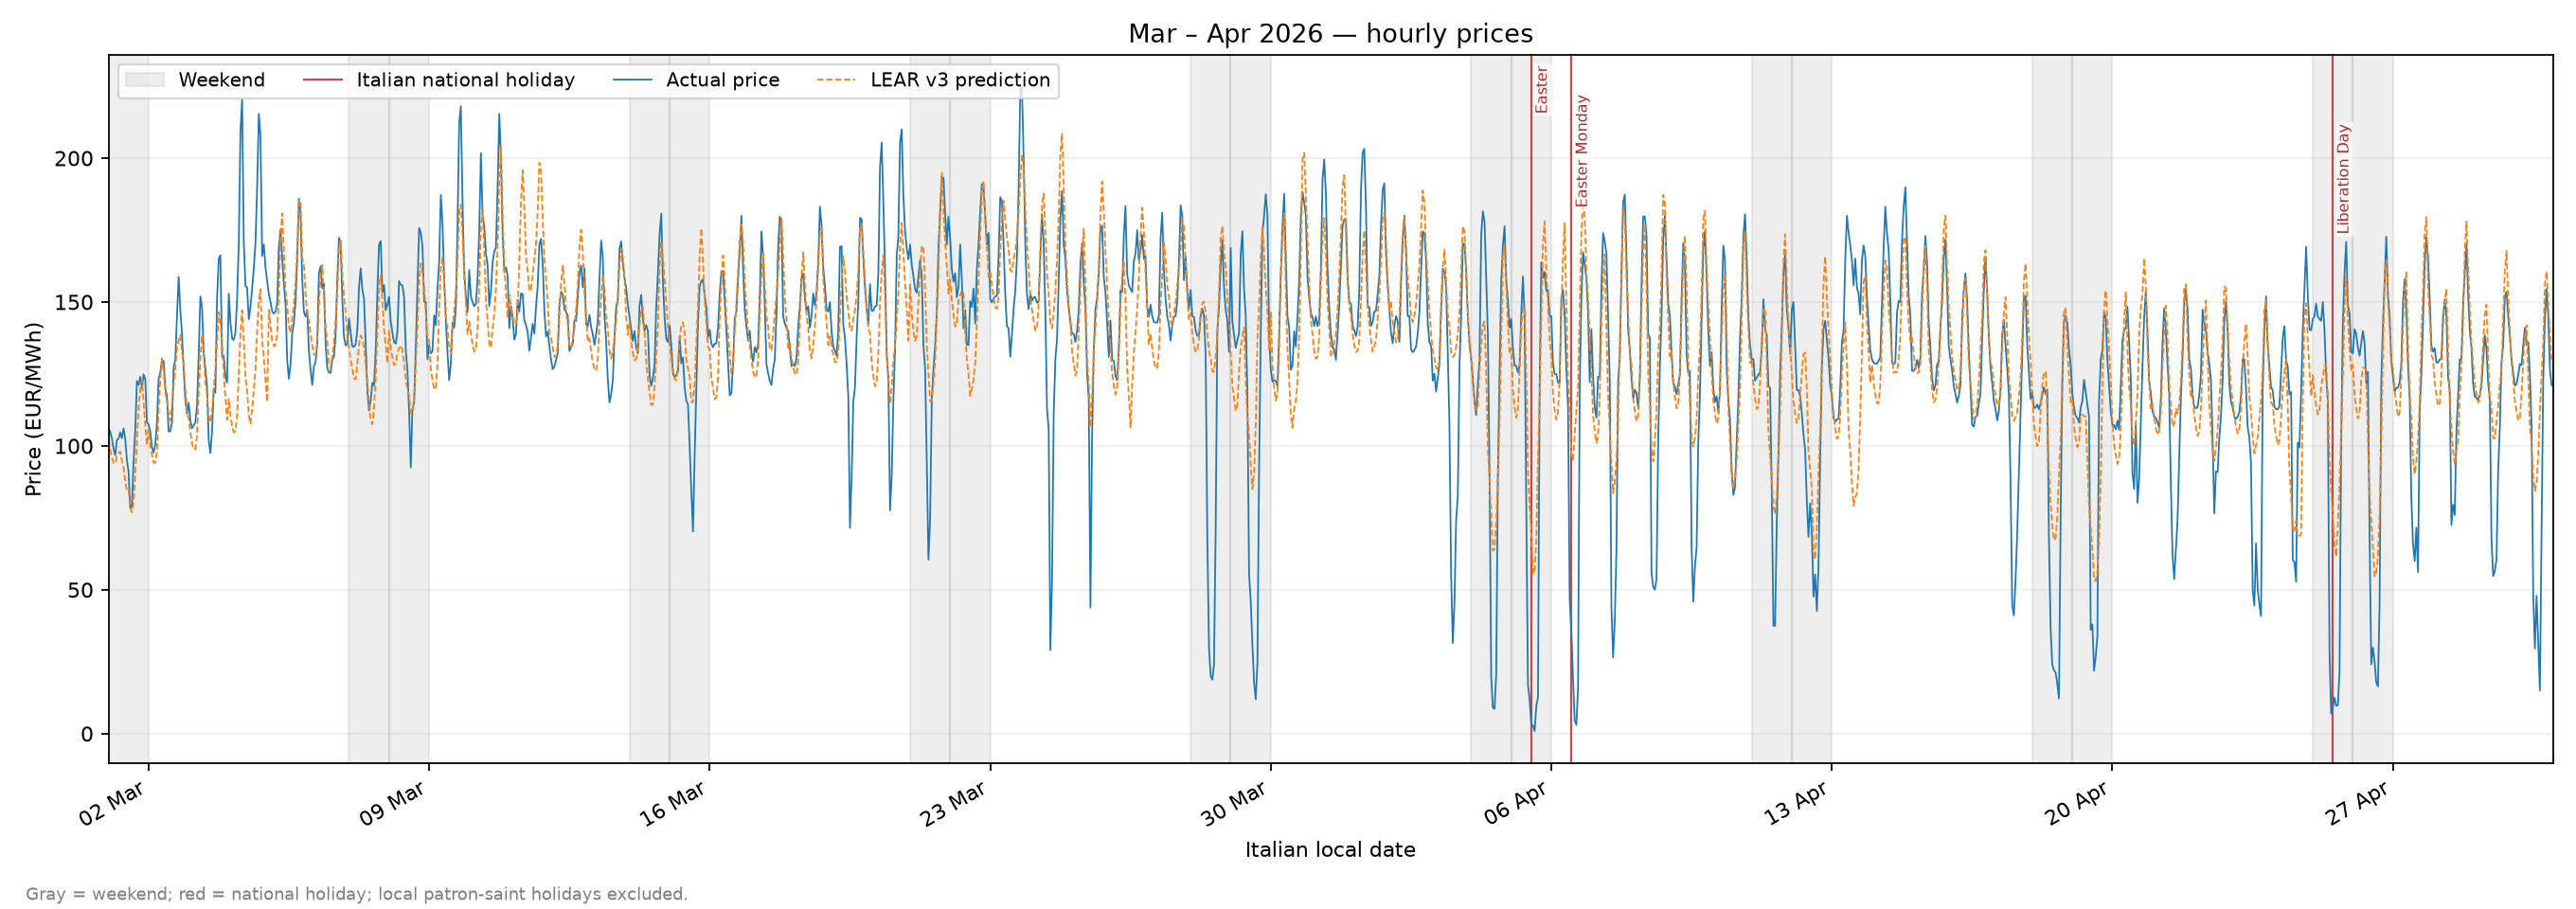 Mar – Apr 2026 — hourly prices
Weekend
Italian national holiday
Actual price
LEAR v3 prediction
Easter
Easter Monday
Liberation Day
Price (EUR/MWh)
200
150
100
50
0
02 Mar
09 Mar
16 Mar
23 Mar
30 Mar
06 Apr
13 Apr
20 Apr
27 Apr
Italian local date
Gray = weekend; red = national holiday; local patron-saint holidays excluded.